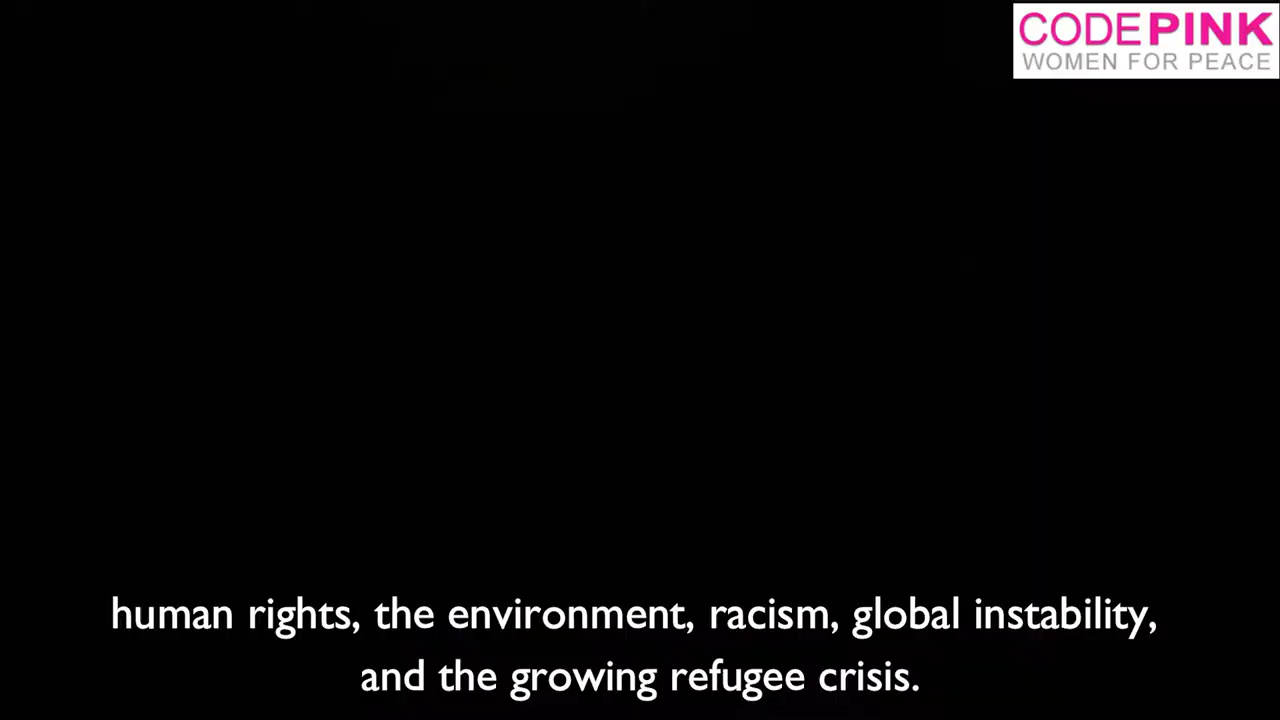 CODEPINK
WOMEN FOR PEACE
human rights, the environment, racism, global instability,
and the growing refugee crisis.